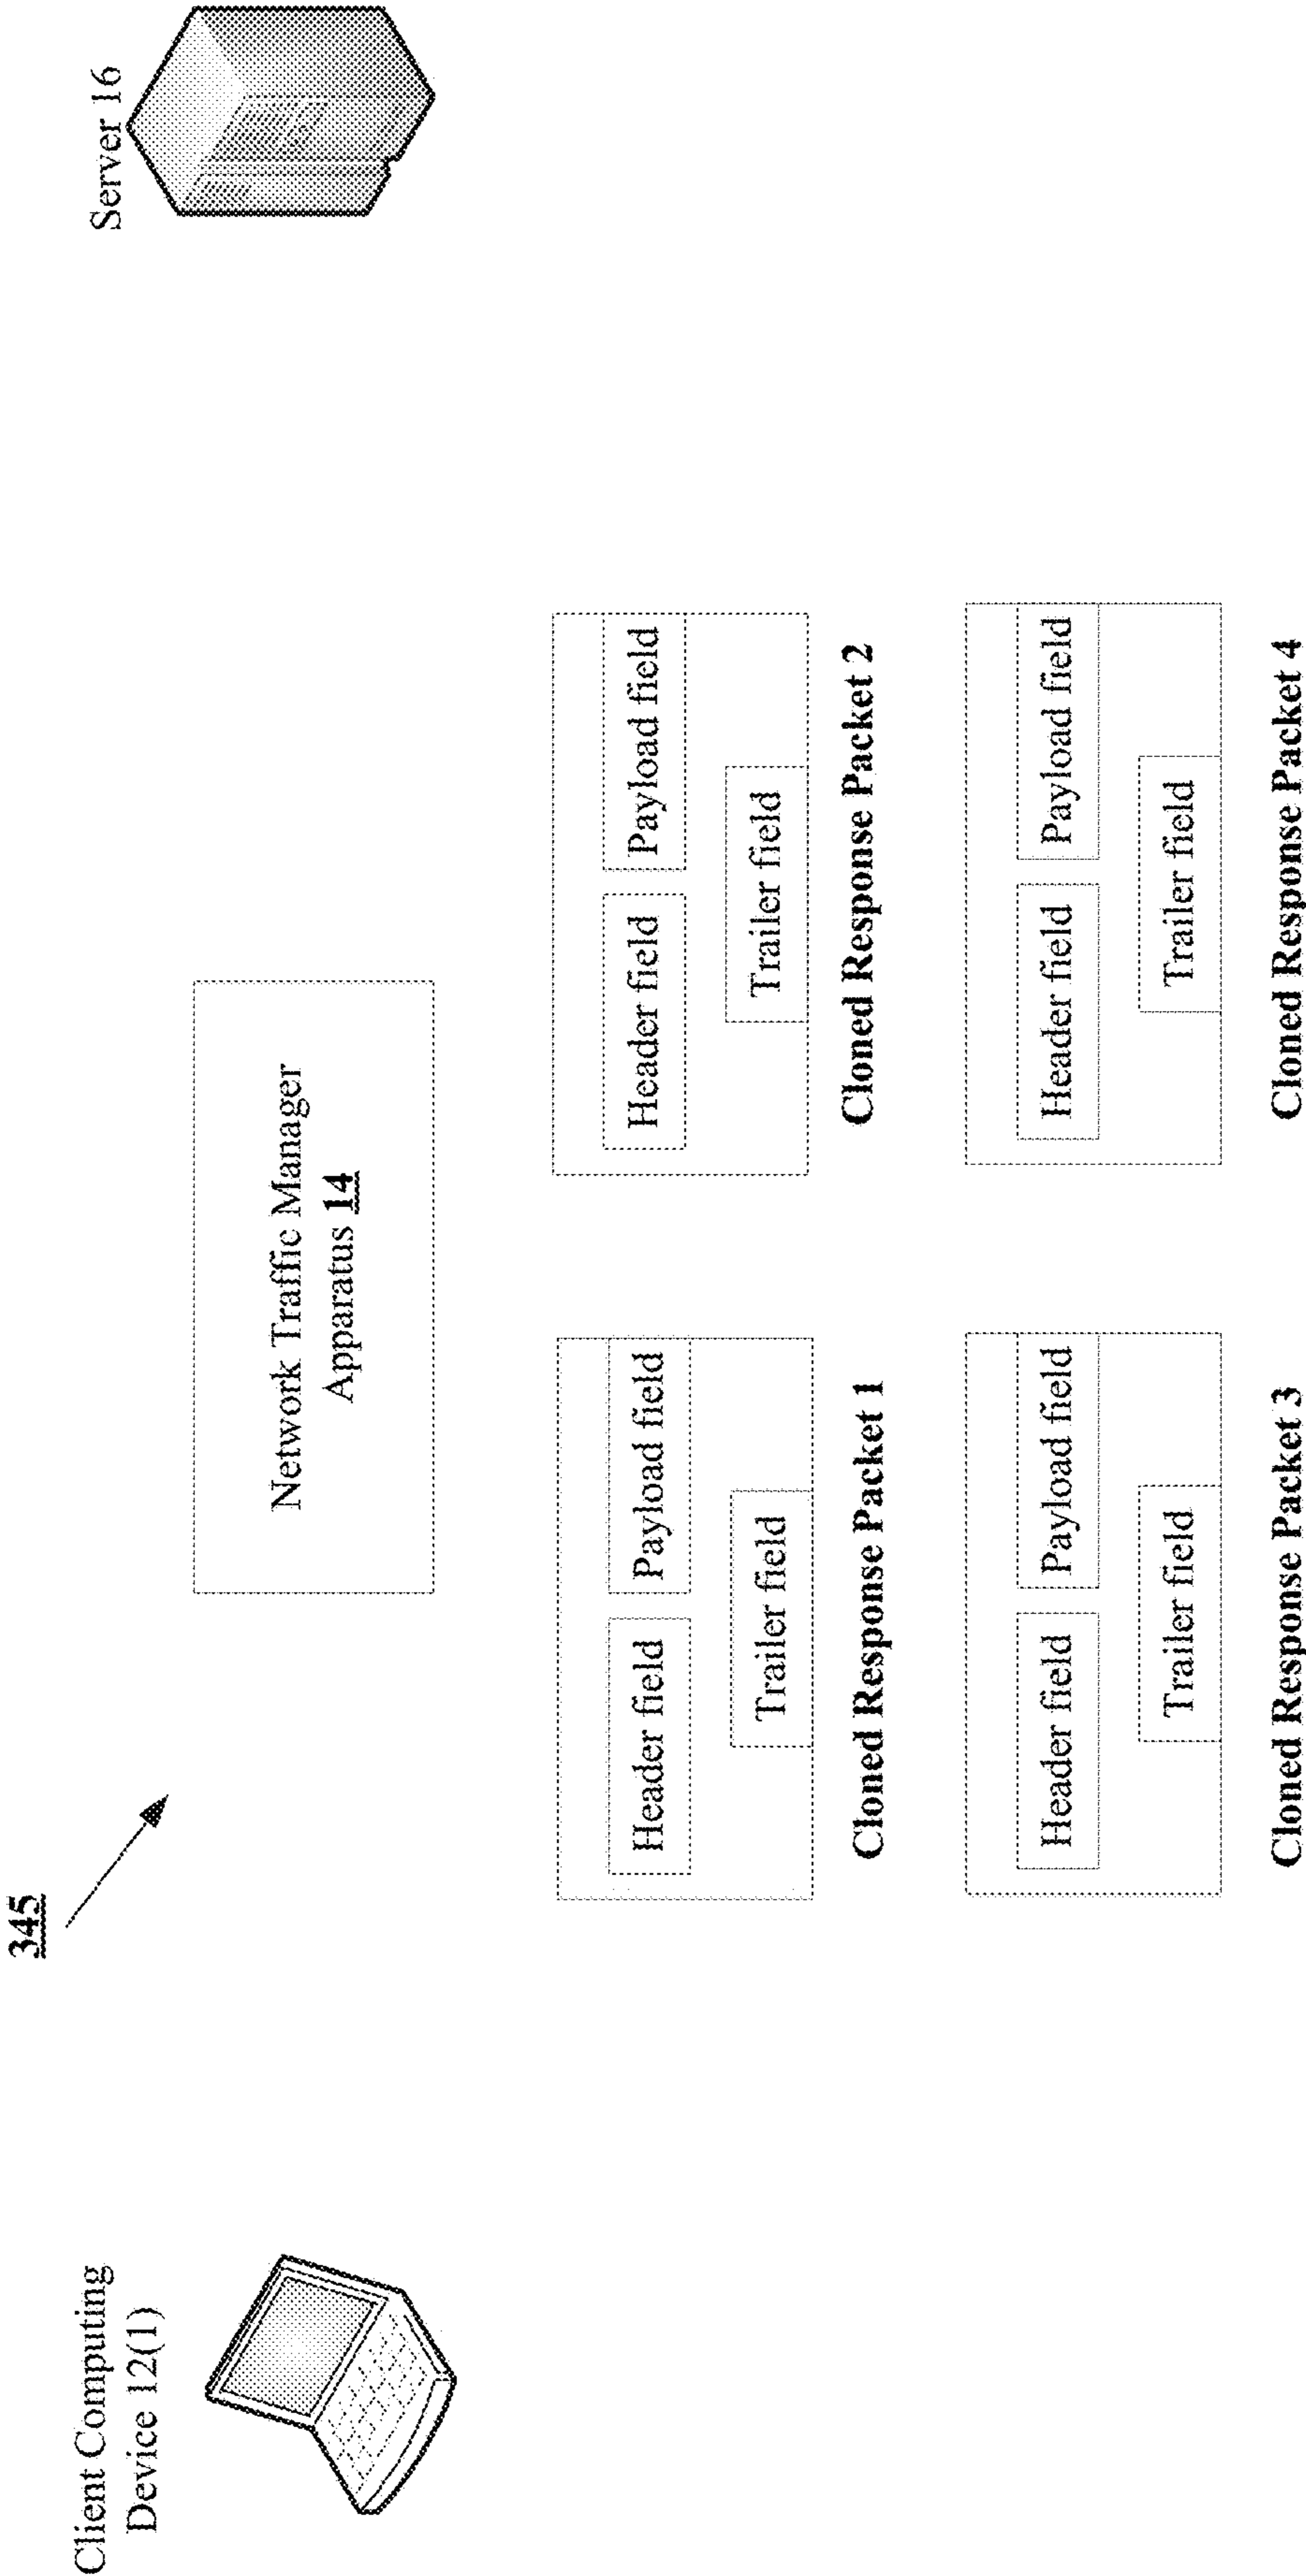 345
Client Computing
Device 12(1)
Network Traffic Manager
Apparatus 14
Server 16
Header field
Payload field
Trailer field
Cloned Response Packet 1
Header field
Payload field
Trailer field
Cloned Response Packet 2
Header field
Payload field
Trailer field
Cloned Response Packet 3
Header field
Payload field
Trailer field
Cloned Response Packet 4